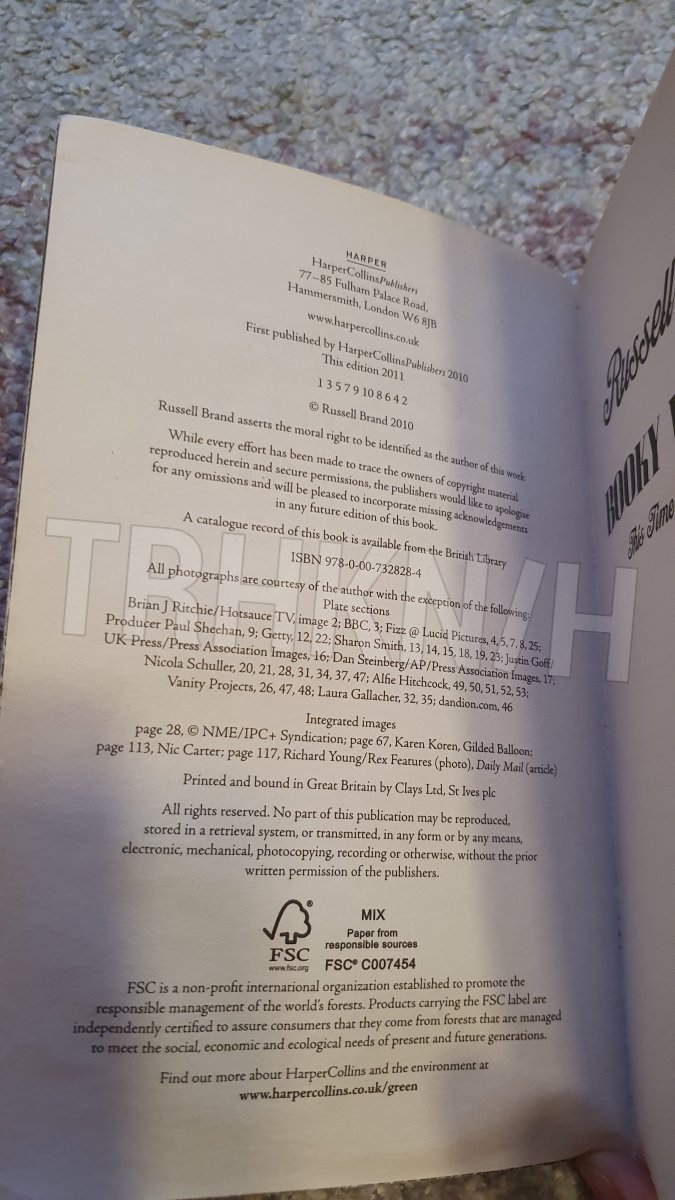 HARPER
HarperCollinsPublishers
77–85 Fulham Palace Road,
Hammersmith, London W6 8JB
www.harpercollins.co.uk
First published by HarperCollinsPublishers 2010
This edition 2011
1 3 5 7 9 10 8 6 4 2
© Russell Brand 2010
Russell Brand asserts the moral right to be identified as the author of this work
While every effort has been made to trace the owners of copyright material
reproduced herein and secure permissions, the publishers would like to apologise
for any omissions and will be pleased to incorporate missing acknowledgements
in any future edition of this book.
A catalogue record of this book is available from the British Library
ISBN 978-0-00-732828-4
All photographs are courtesy of the author with the exception of the following:
Plate sections
Brian J Ritchie/Hotsauce TV, image 2; BBC, 3; Fizz @ Lucid Pictures, 4, 5, 7, 8, 25;
Producer Paul Sheehan, 9; Getty, 12, 22; Sharon Smith, 13, 14, 15, 18, 19, 23; Justin Goff/
UK Press/Press Association Images, 16; Dan Steinberg/AP/Press Association Images, 17;
Nicola Schuller, 20, 21, 28, 31, 34, 37, 47; Alfie Hitchcock, 49, 50, 51, 52, 53;
Vanity Projects, 26, 47, 48; Laura Gallacher, 32, 35; dandion.com, 46
Integrated images
page 28, © NME/IPC+ Syndication; page 67, Karen Koren, Gilded Balloon;
page 113, Nic Carter; page 117, Richard Young/Rex Features (photo), Daily Mail (article)
Printed and bound in Great Britain by Clays Ltd, St Ives plc
All rights reserved. No part of this publication may be reproduced,
stored in a retrieval system, or transmitted, in any form or by any means,
electronic, mechanical, photocopying, recording or otherwise, without the prior
written permission of the publishers.
FSC®
www.fsc.org
MIX
Paper from
responsible sources
FSC® C007454
FSC is a non-profit international organization established to promote the
responsible management of the world's forests. Products carrying the FSC label are
independently certified to assure consumers that they come from forests that are managed
to meet the social, economic and ecological needs of present and future generations.
Find out more about HarperCollins and the environment at
www.harpercollins.co.uk/green
Russell
BOOKY
This Time
TBHKNVH